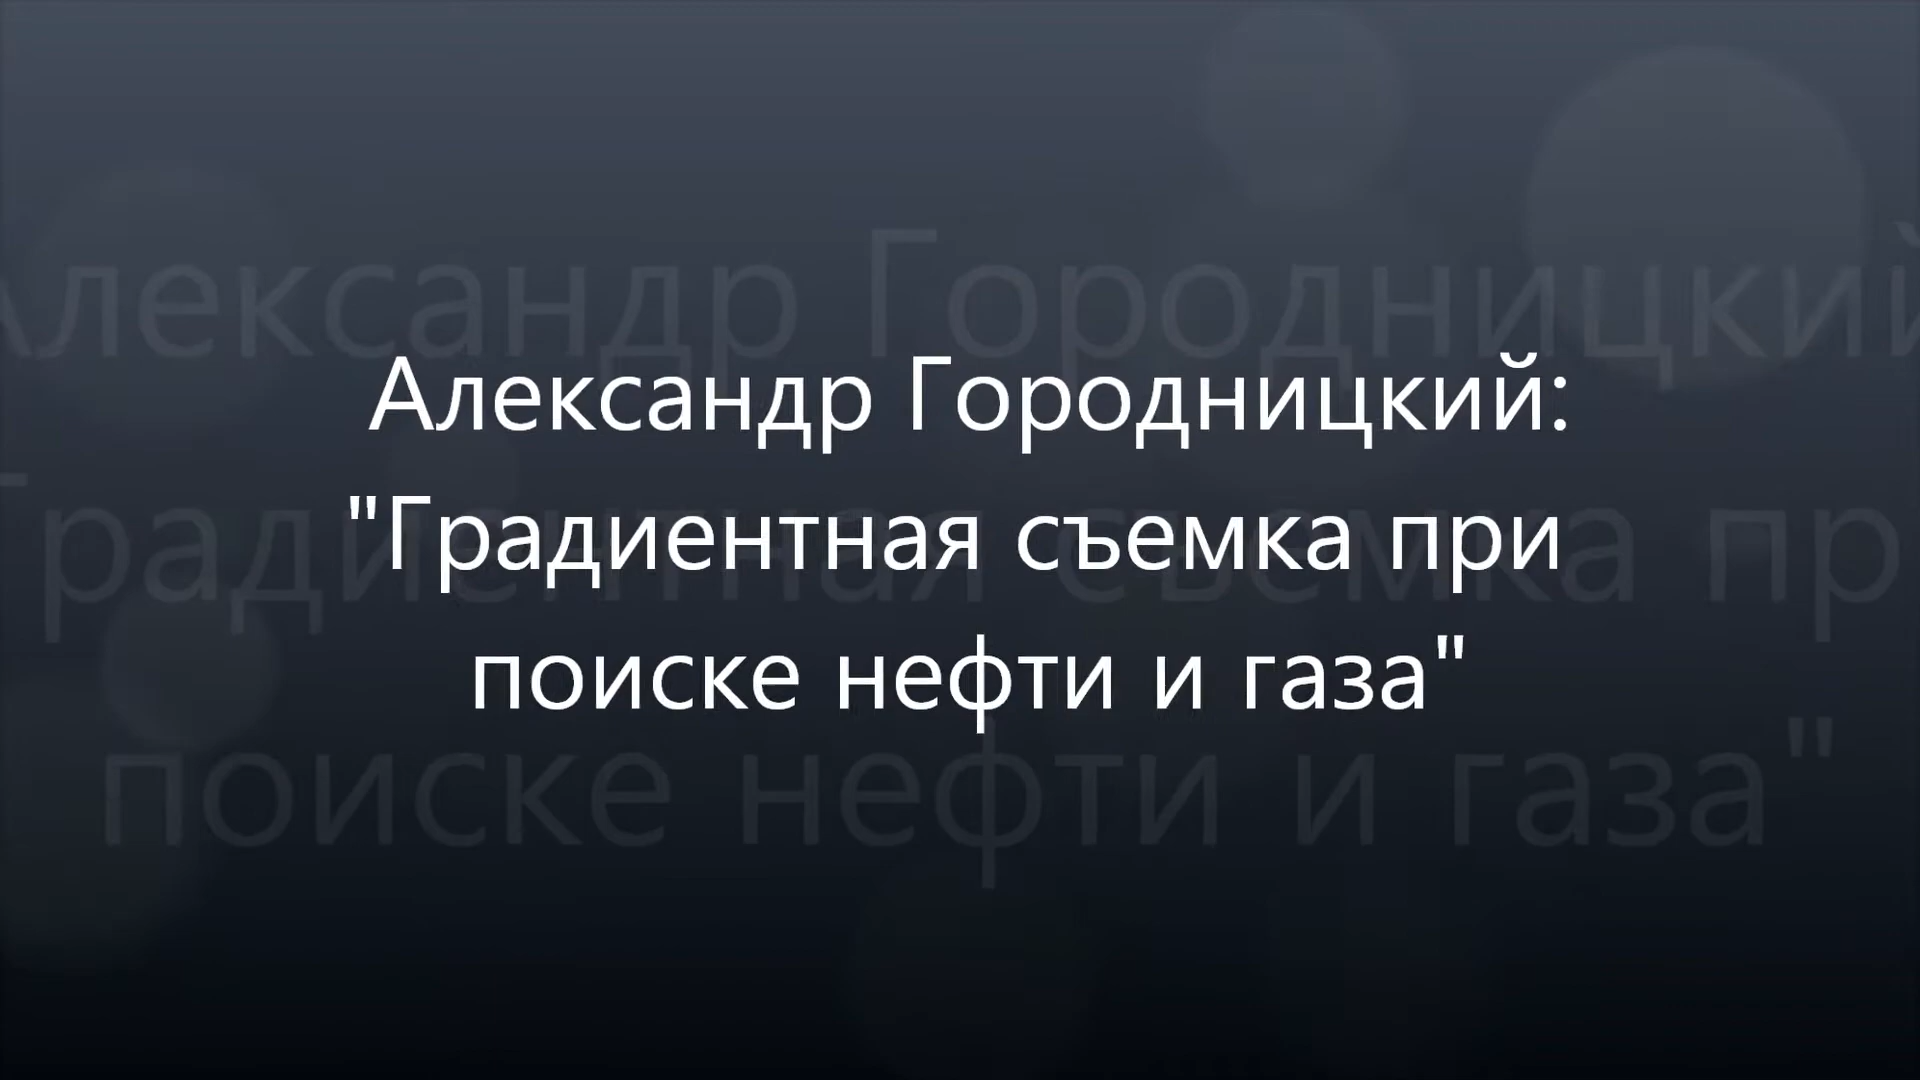 Александр Городницкий:
"Градиентная съемка при
поиске нефти и газа"